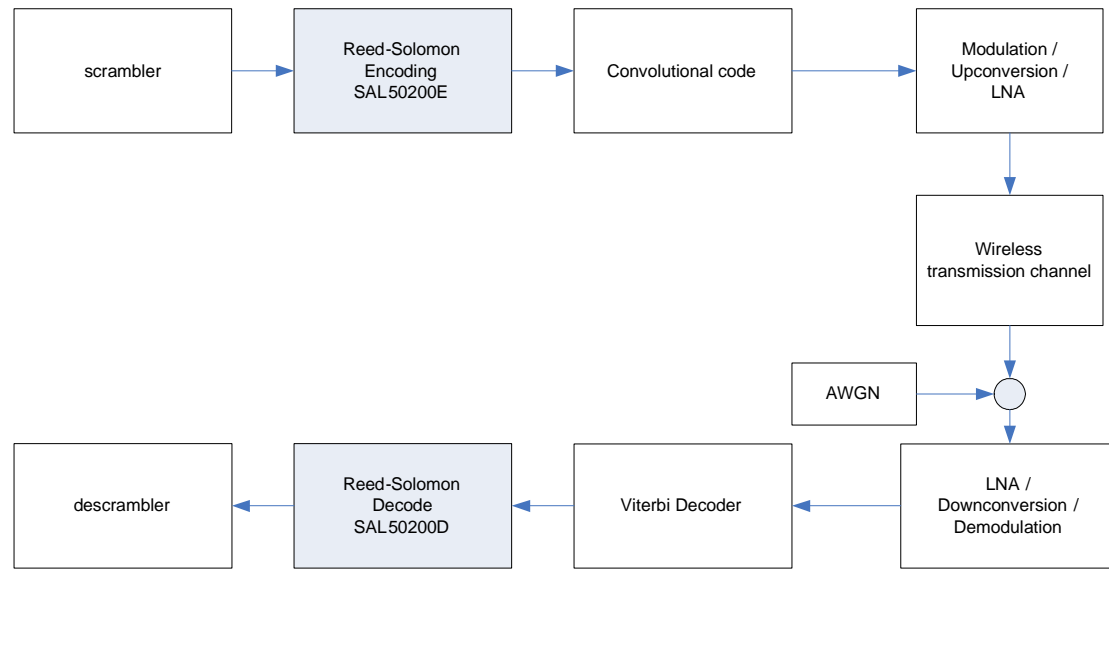 scrambler
Reed-Solomon
Encoding
SAL50200E
Convolutional code
Modulation /
Upconversion /
LNA
Wireless
transmission channel
AWGN
descrambler
Reed-Solomon
Decode
SAL50200D
Viterbi Decoder
LNA /
Downconversion /
Demodulation